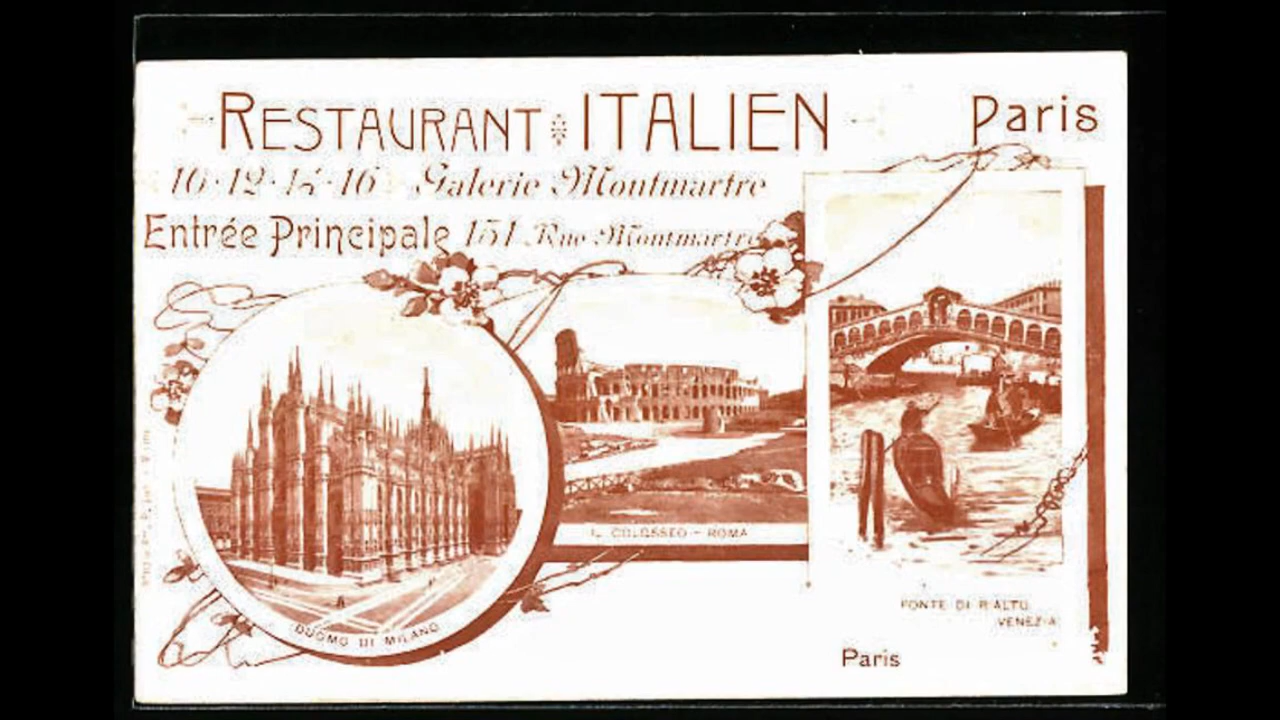 RESTAURANT ITALIEN
Paris
10·12·14·16 Galerie Montmartre
Entrée Principale 151 Rue Montmartre
IL COLOSSEO - ROMA
DUOMO DI MILANO
PONTE DI RIALTO
VENEZIA
Paris